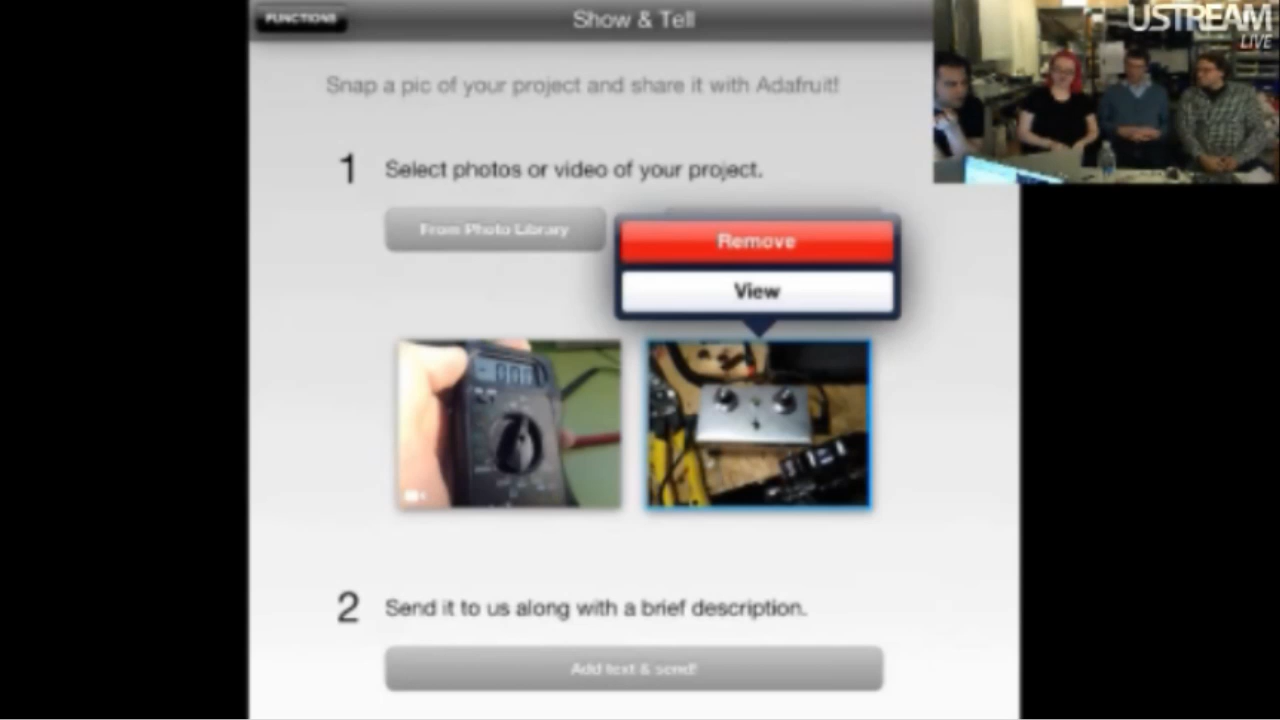 FUNCTIONS
Show & Tell
USTREAM
LIVE
Snap a pic of your project and share it with Adafruit!
1 Select photos or video of your project.
From Photo Library
Remove
View
2 Send it to us along with a brief description.
Add text & send!